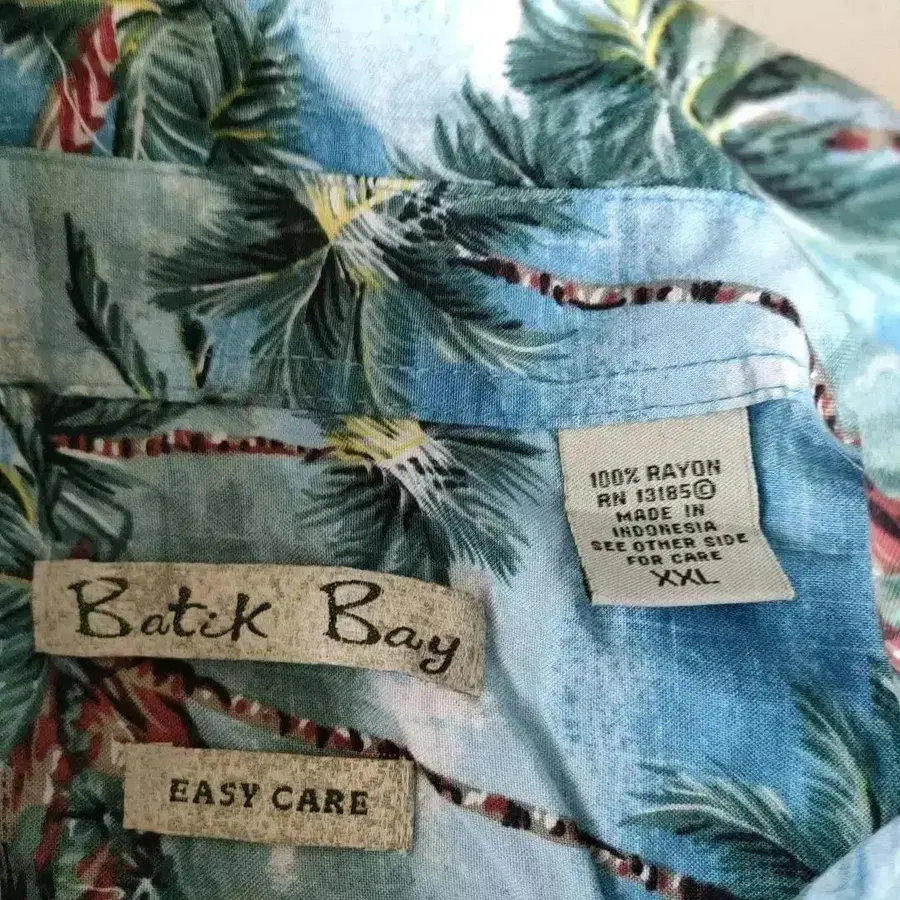 100% RAYON
RN 13185©
MADE IN
INDONESIA
SEE OTHER SIDE
FOR CARE
XXL
Batik Bay
EASY CARE